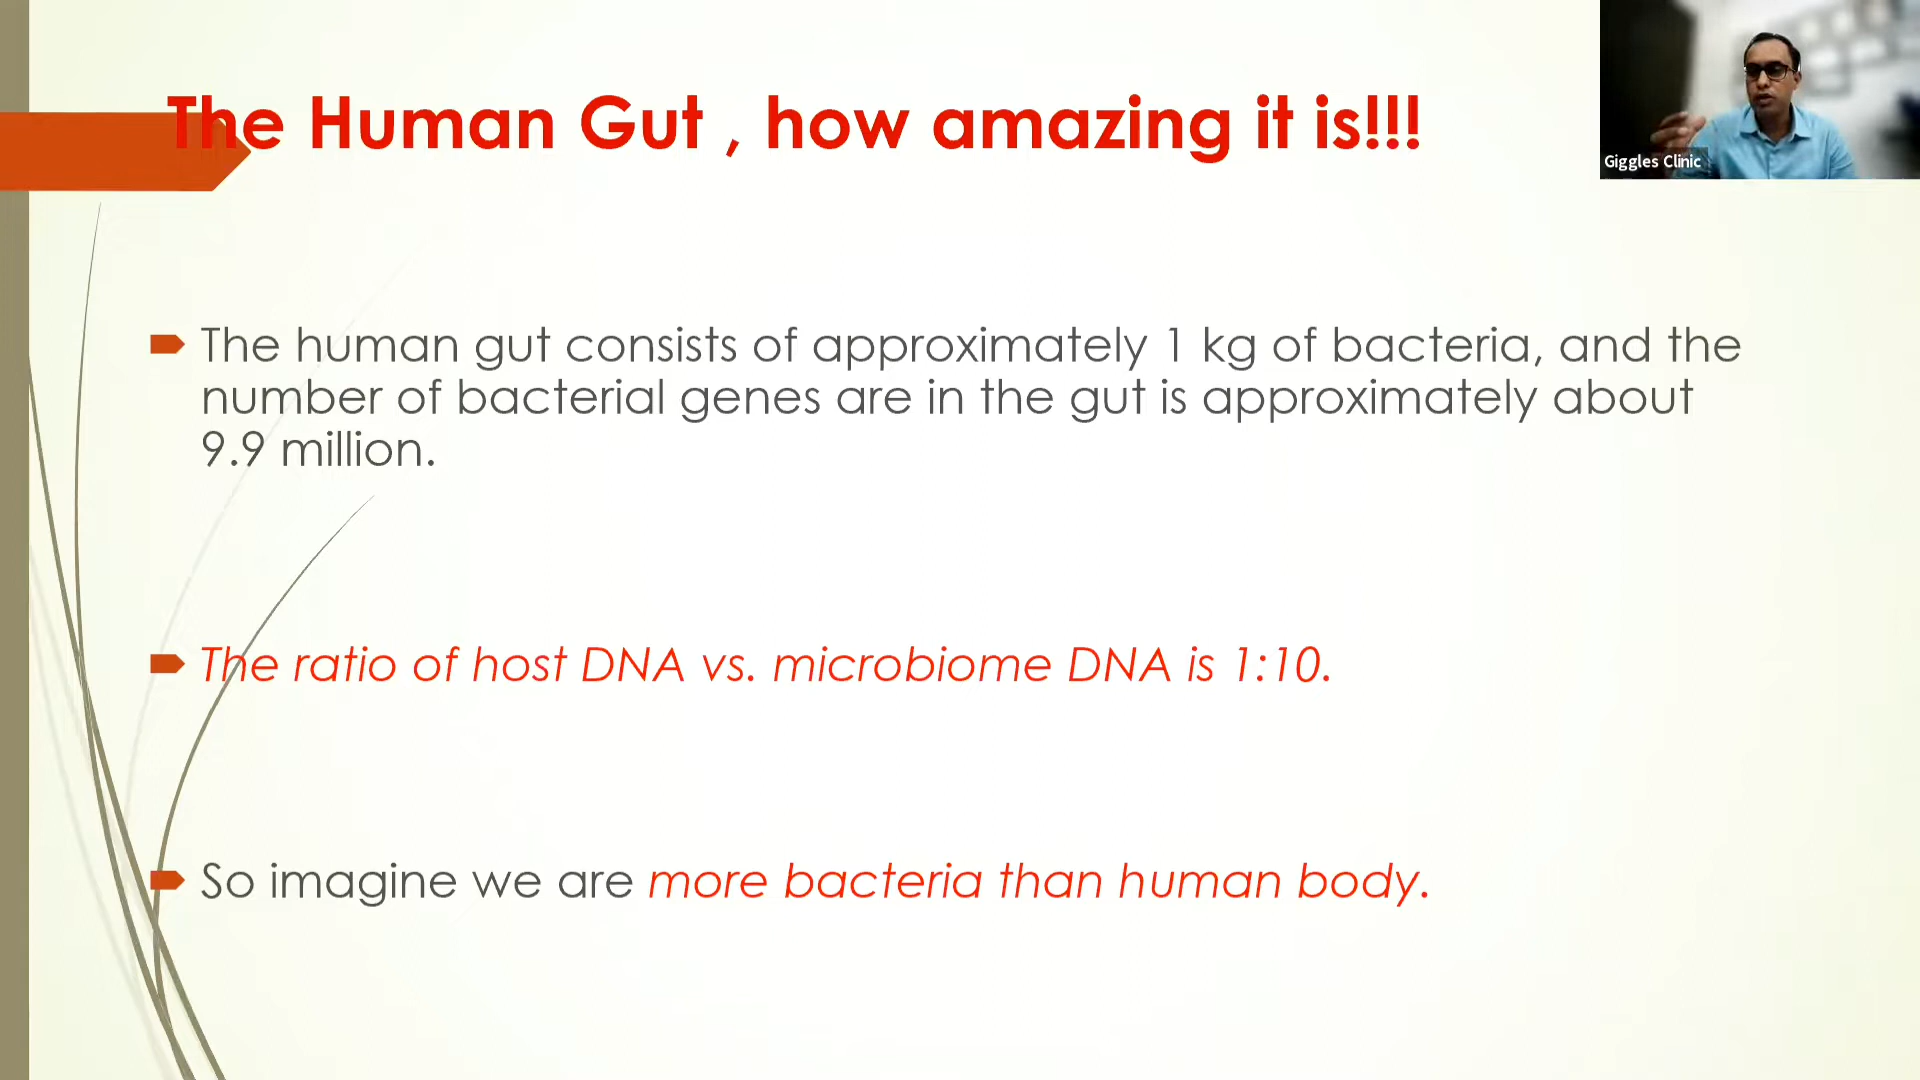 The Human Gut , how amazing it is!!!
Giggles Clinic
The human gut consists of approximately 1 kg of bacteria, and the
number of bacterial genes are in the gut is approximately about
9.9 million.
The ratio of host DNA vs. microbiome DNA is 1:10.
So imagine we are more bacteria than human body.